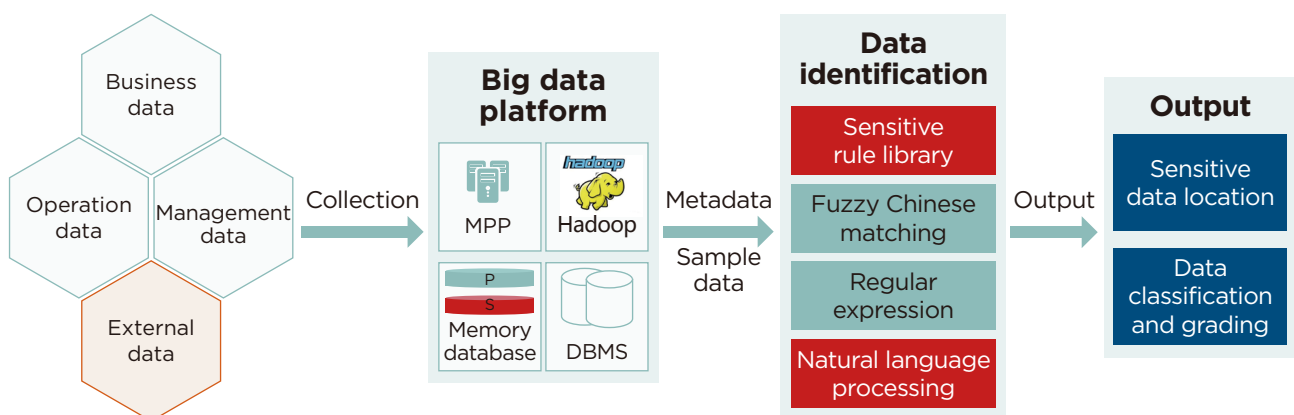 Business
data
Operation
data
Management
data
External
data
Collection
Big data
platform
MPP
hadoop
Hadoop
P
S
Memory
database
DBMS
Metadata
Sample
data
Data
identification
Sensitive
rule library
Fuzzy Chinese
matching
Regular
expression
Natural language
processing
Output
Output
Sensitive
data location
Data
classification
and grading